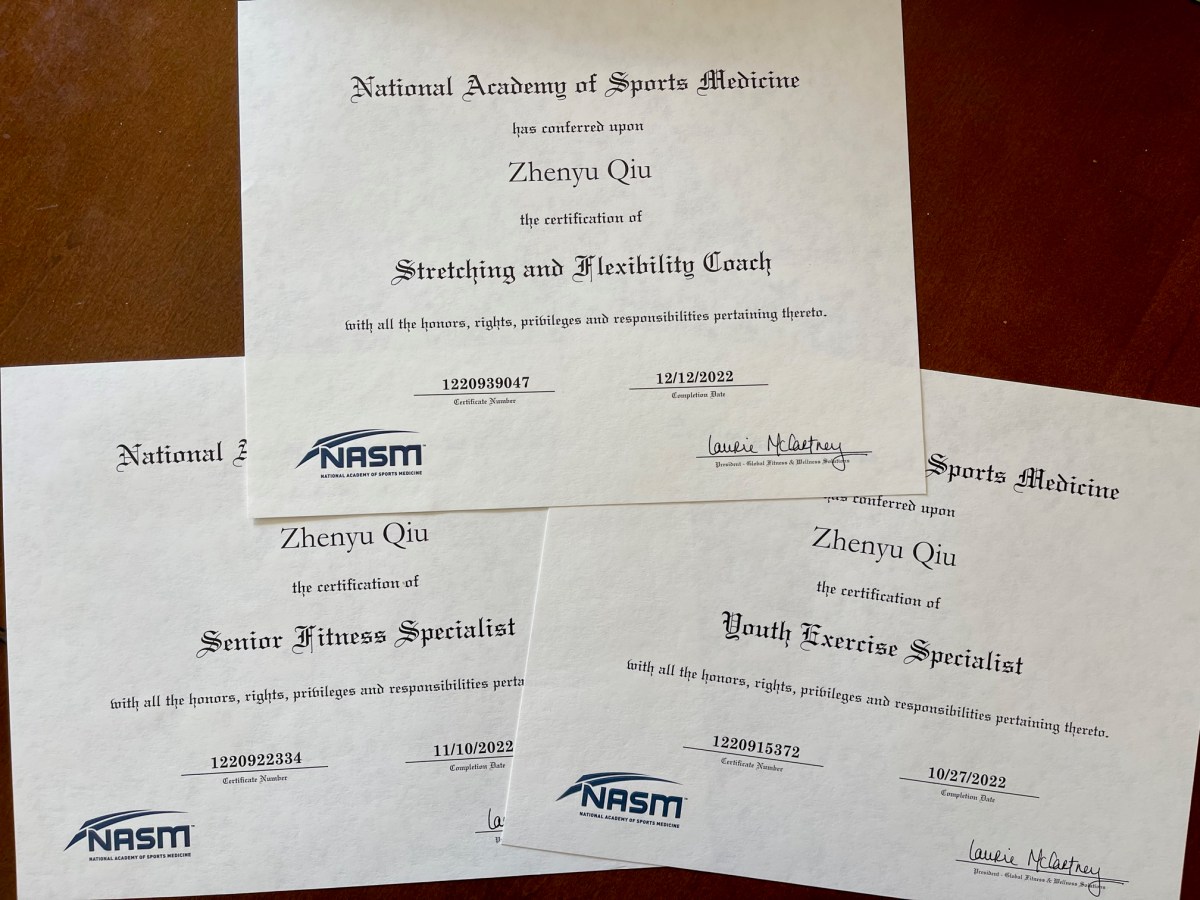 National Academy of Sports Medicine
has conferred upon
Zhenyu Qiu
the certification of
Stretching and Flexibility Coach
with all the honors, rights, privileges and responsibilities pertaining thereto.
1220939047
Certificate Number
12/12/2022
Completion Date
NASM
NATIONAL ACADEMY OF SPORTS MEDICINE
Laurie McCartney
President - Global Fitness & Wellness Solutions
National
Zhenyu Qiu
the certification of
Senior Fitness Specialist
with all the honors, rights, privileges and responsibilities perta
1220922334
Certificate Number
11/10/2022
Completion Date
NASM
NATIONAL ACADEMY OF SPORTS MEDICINE
La
Sports Medicine
has conferred upon
Zhenyu Qiu
the certification of
Youth Exercise Specialist
with all the honors, rights, privileges and responsibilities pertaining thereto.
1220915372
Certificate Number
10/27/2022
Completion Date
NASM
NATIONAL ACADEMY OF SPORTS MEDICINE
Laurie McCartney
President - Global Fitness & Wellness Solutions